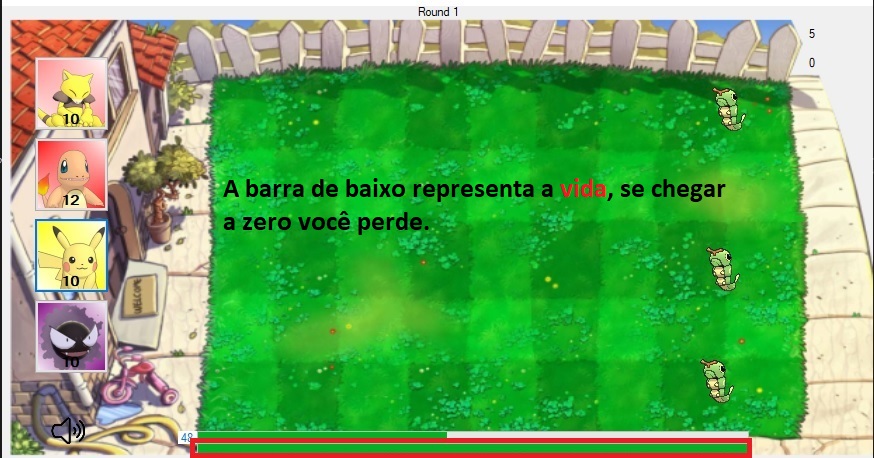 Round 1
5
0
10
12
A barra de baixo representa a vida, se chegar
a zero você perde.
10
WELCOME
10
48